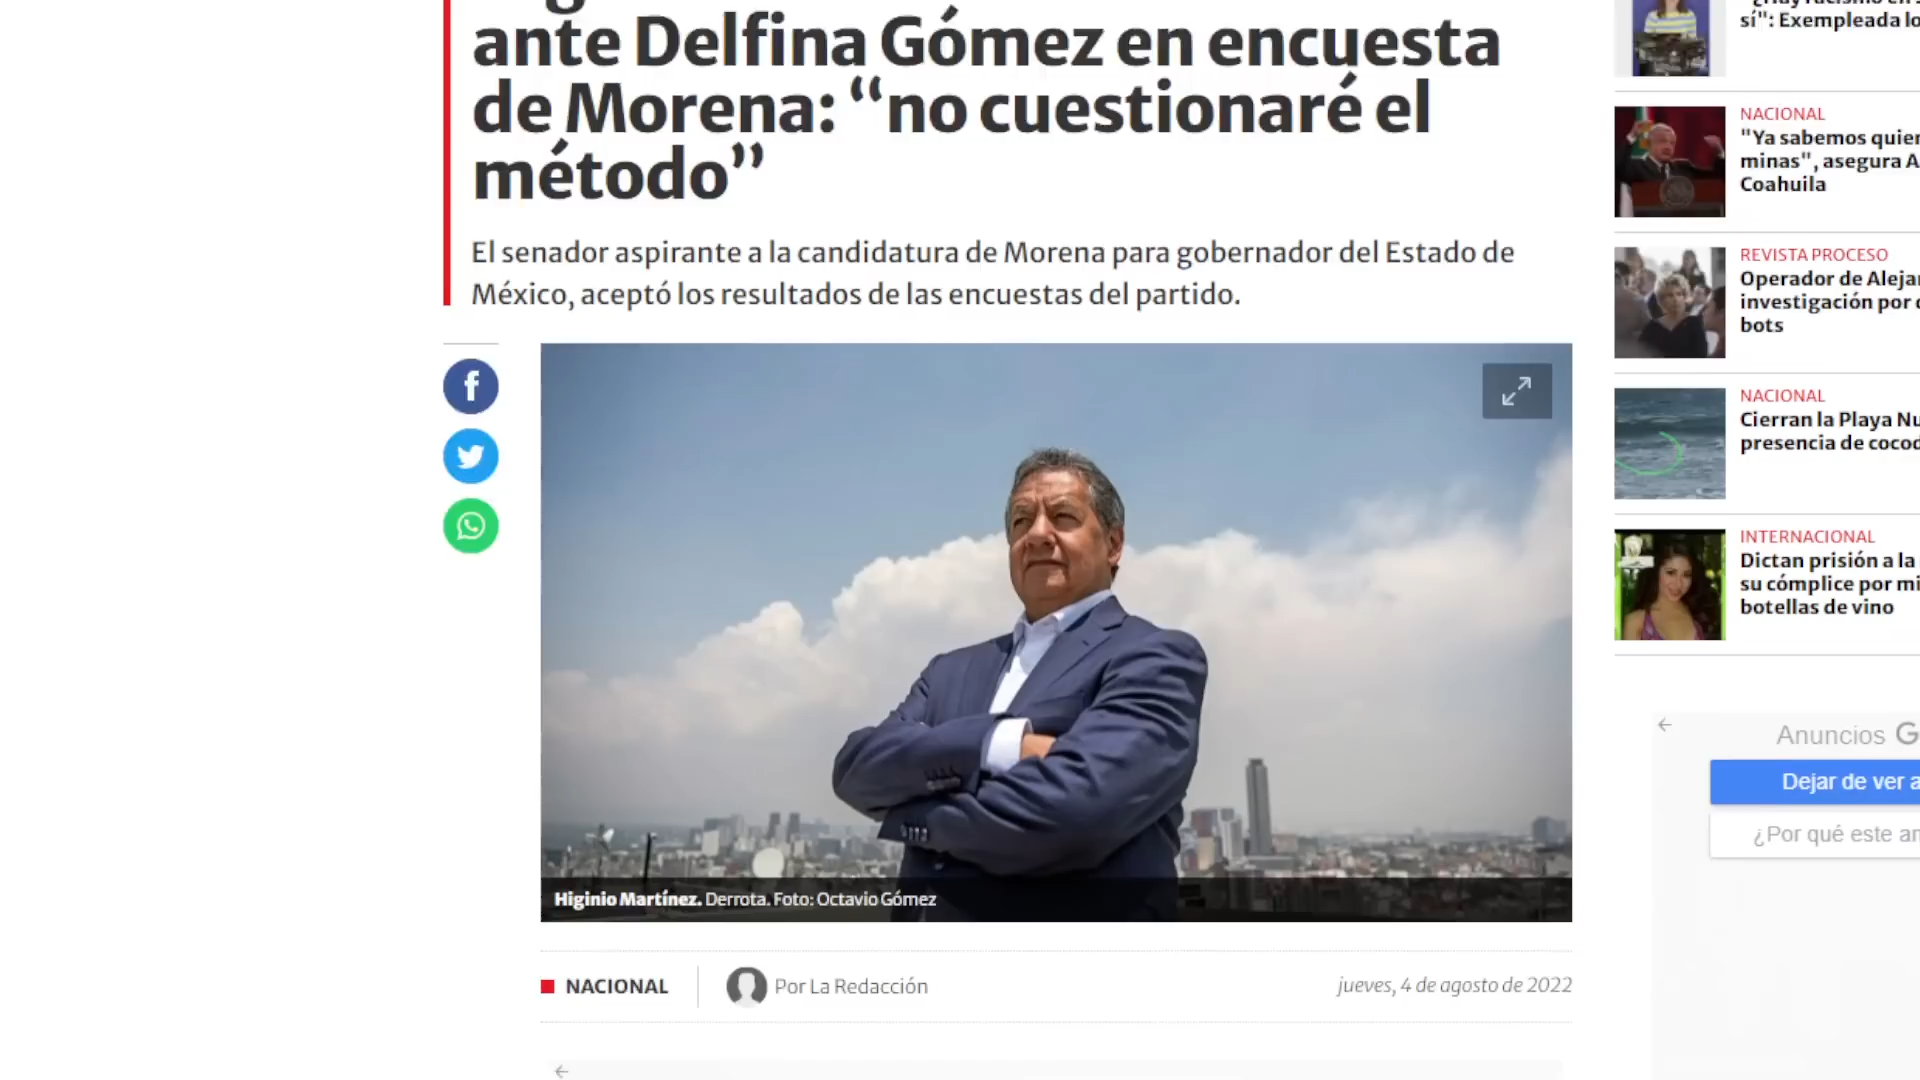 ante Delfina Gómez en encuesta
de Morena: “no cuestionaré el
método”
El senador aspirante a la candidatura de Morena para gobernador del Estado de
México, aceptó los resultados de las encuestas del partido.
Higinio Martínez. Derrota. Foto: Octavio Gómez
NACIONAL
Por La Redacción
jueves, 4 de agosto de 2022
sí": Exempleada
NACIONAL
"Ya sabemos
minas", asegura
Coahuila
REVISTA PROCESO
Operador de
investigación por
bots
NACIONAL
Cierran la Playa
presencia de
INTERNACIONAL
Dictan prisión a la
su cómplice por
botellas de vino
Anuncios
Dejar de ver
¿Por qué este